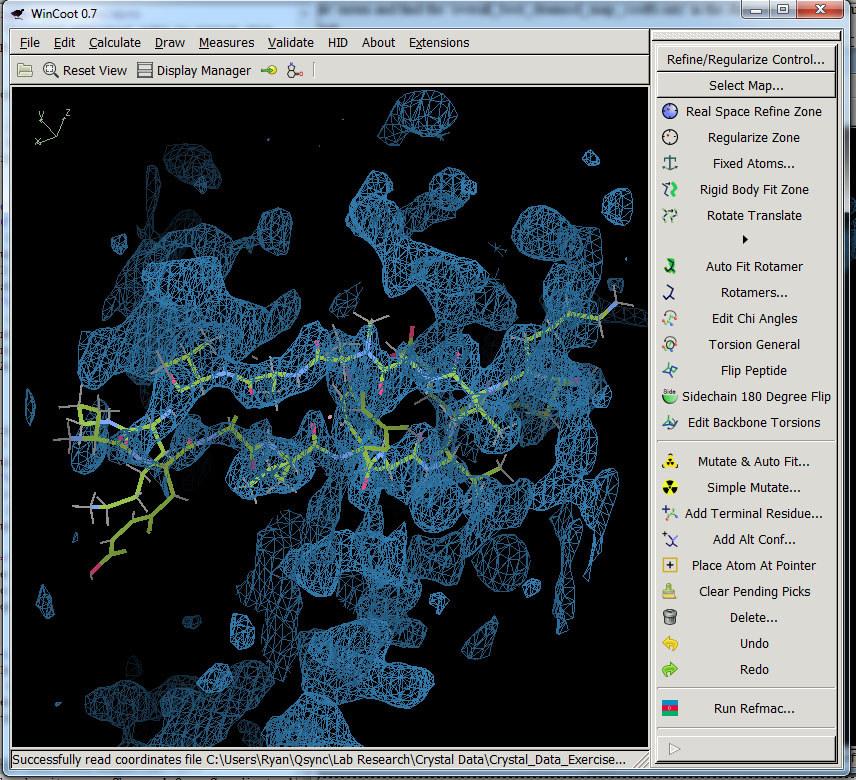 WinCoot 0.7
File Edit Calculate Draw Measures Validate HID About Extensions
Reset View Display Manager
y z
x
Refine/Regularize Control...
Select Map...
Real Space Refine Zone
Regularize Zone
Fixed Atoms...
Rigid Body Fit Zone
Rotate Translate
Auto Fit Rotamer
Rotamers...
Edit Chi Angles
Torsion General
Flip Peptide
Side
Sidechain 180 Degree Flip
Edit Backbone Torsions
Mutate & Auto Fit...
Simple Mutate...
Add Terminal Residue...
Add Alt Conf...
Place Atom At Pointer
Clear Pending Picks
Delete...
Undo
Redo
Run Refmac...
Successfully read coordinates file C:\Users\Ryan\Qsync\Lab Research\Crystal Data\Crystal_Data_Exercise...